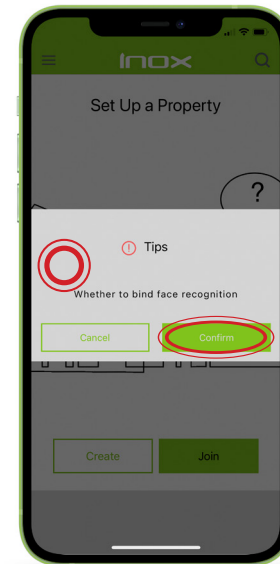 INOX
Set Up a Property
?
Tips
Whether to bind face recognition
Cancel Confirm
Create Join